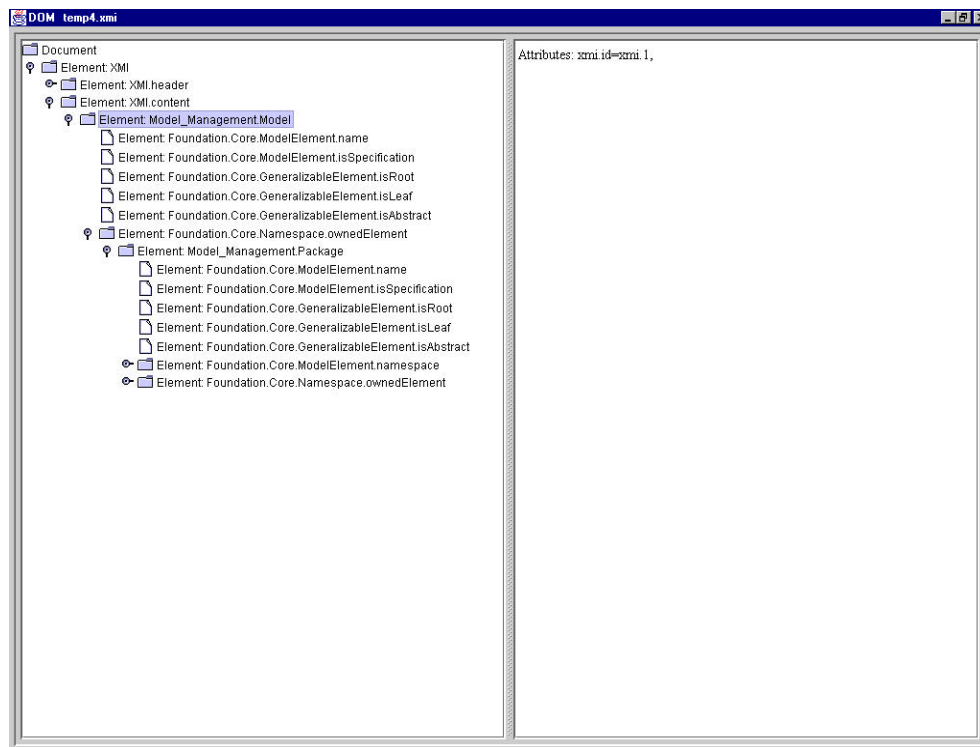 DOM temp4.xmi
Document
Element: XMI
Element: XMI.header
Element: XMI.content
Element: Model_Management.Model
Element: Foundation.Core.ModelElement.name
Element: Foundation.Core.ModelElement.isSpecification
Element: Foundation.Core.GeneralizableElement.isRoot
Element: Foundation.Core.GeneralizableElement.isLeaf
Element: Foundation.Core.GeneralizableElement.isAbstract
Element: Foundation.Core.Namespace.ownedElement
Element: Model_Management.Package
Element: Foundation.Core.ModelElement.name
Element: Foundation.Core.ModelElement.isSpecification
Element: Foundation.Core.GeneralizableElement.isRoot
Element: Foundation.Core.GeneralizableElement.isLeaf
Element: Foundation.Core.GeneralizableElement.isAbstract
Element: Foundation.Core.ModelElement.namespace
Element: Foundation.Core.Namespace.ownedElement
Attributes: xmi.id=xmi.1,